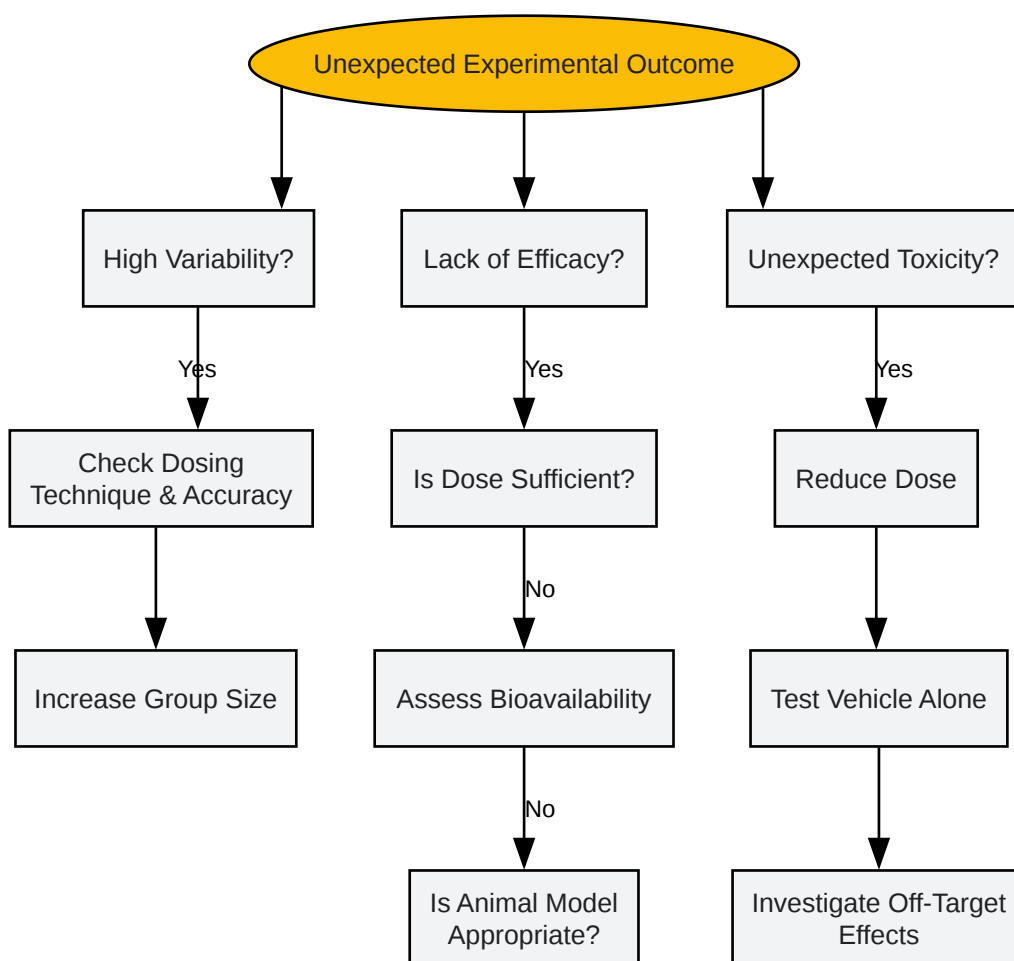 Unexpected Experimental Outcome
High Variability?
Lack of Efficacy?
Unexpected Toxicity?
Yes
Yes
Yes
Check Dosing
Technique & Accuracy
Is Dose Sufficient?
Reduce Dose
No
Increase Group Size
Assess Bioavailability
Test Vehicle Alone
No
Is Animal Model
Appropriate?
Investigate Off-Target
Effects